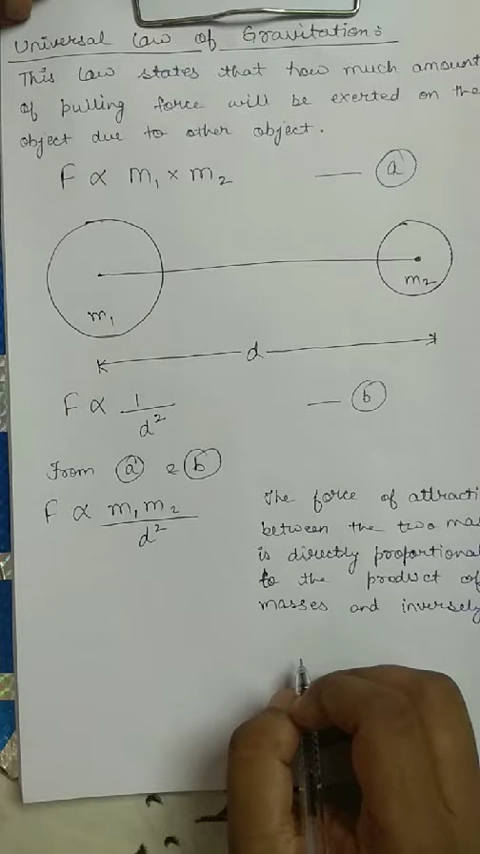 Universal Law of Gravitation:
This law states that how much amount
of pulling force will be exerted on the
object due to other object.
F ∝ m₁ × m₂ — (a)
m₁ m₂
d
F ∝ 1/d² — (b)
From (a) & (b)
F ∝ m₁m₂/d²
The force of attracti
between the two mas
is directly proportional
to the product of
masses and inversely